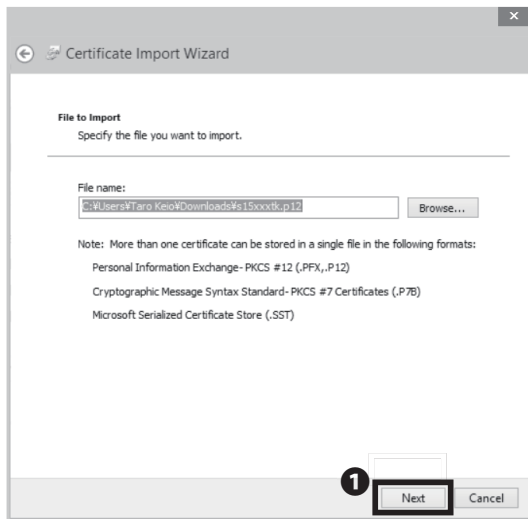 Certificate Import Wizard
File to Import
Specify the file you want to import.
File name:
C:¥Users¥Taro Keio¥Downloads¥s15xxxtk.p12
Browse...
Note: More than one certificate can be stored in a single file in the following formats:
Personal Information Exchange- PKCS #12 (.PFX,.P12)
Cryptographic Message Syntax Standard- PKCS #7 Certificates (.P7B)
Microsoft Serialized Certificate Store (.SST)
1
Next
Cancel